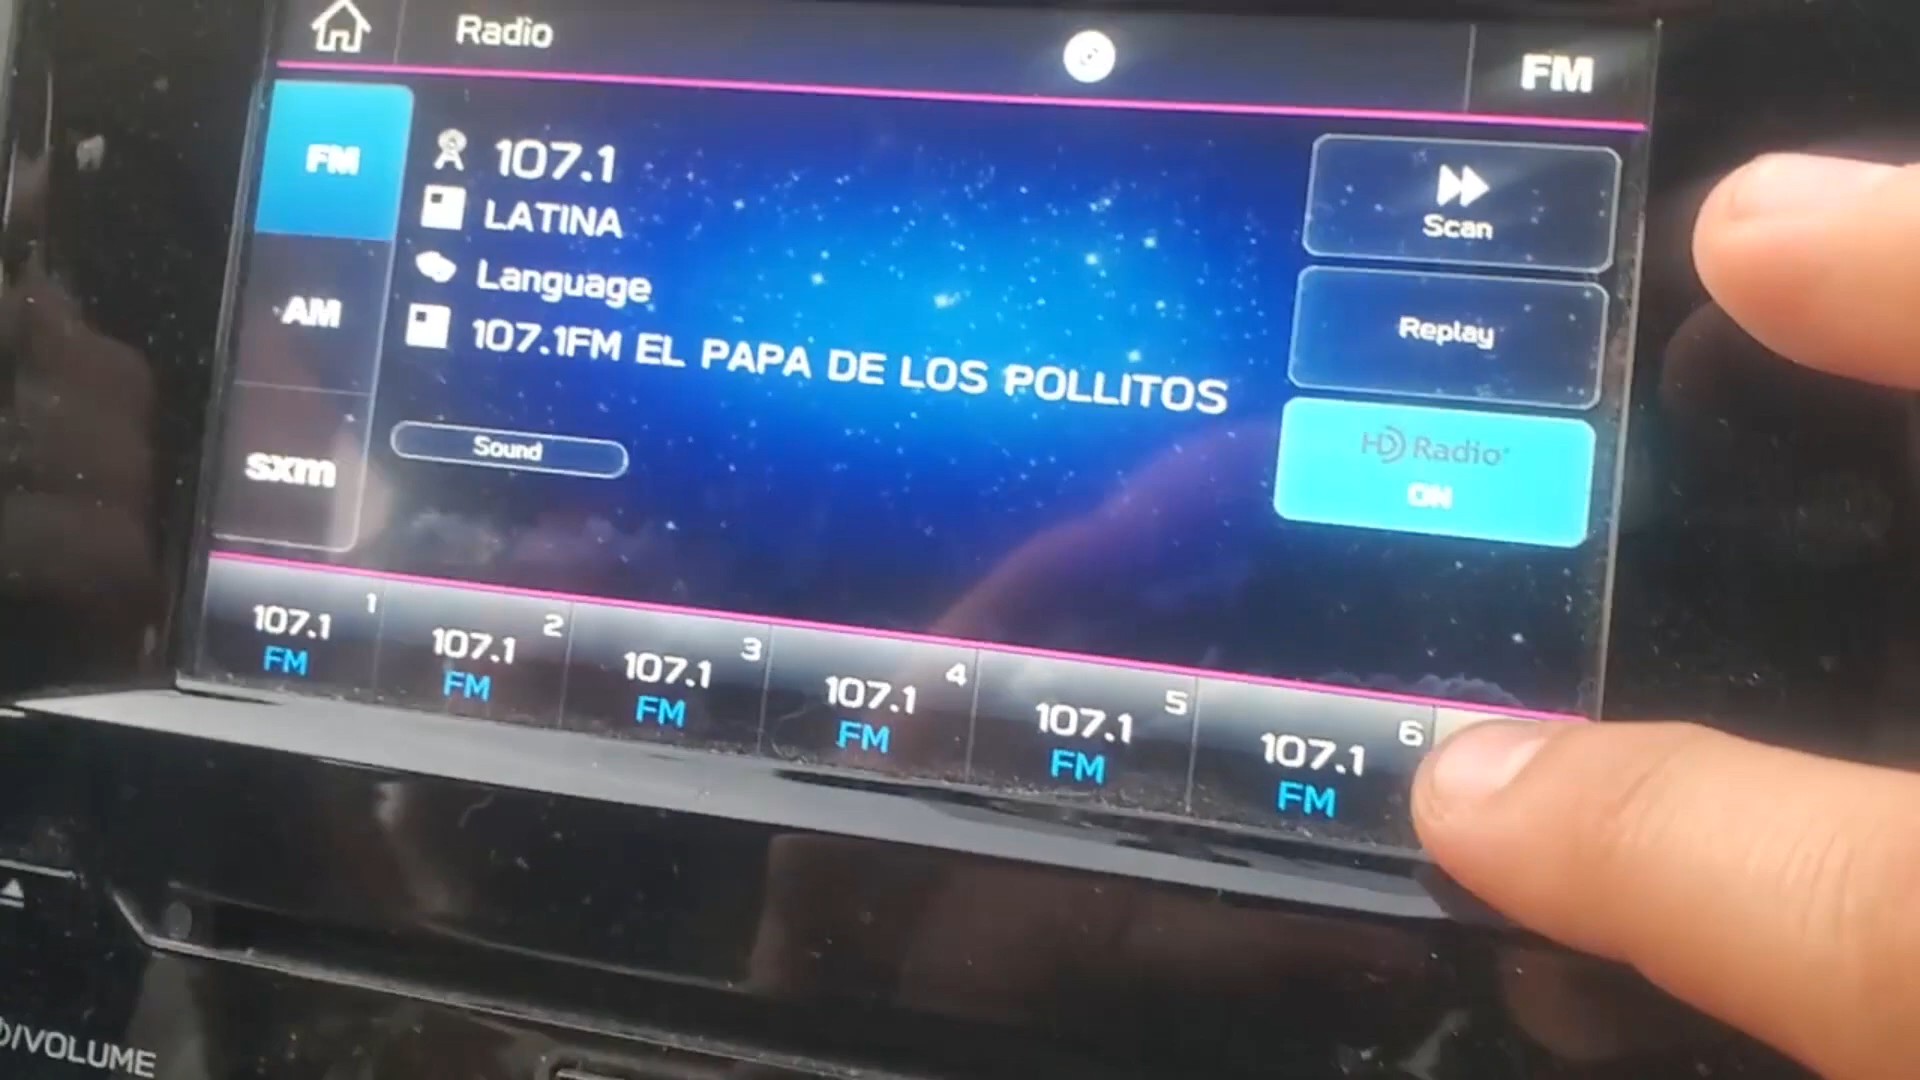 Radio
FM
FM
AM
sxm
107.1
LATINA
Language
107.1FM EL PAPA DE LOS POLLITOS
Sound
Scan
Replay
HD Radio
ON
107.1 1
FM
107.1 2
FM
107.1 3
FM
107.1 4
FM
107.1 5
FM
107.1 6
FM
/VOLUME